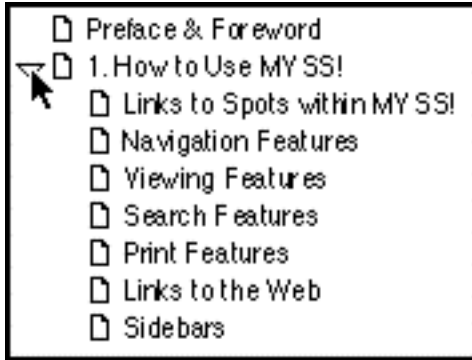 Preface & Foreword
1. How to Use MY SS!
Links to Spots within MY SS!
Navigation Features
Viewing Features
Search Features
Print Features
Links to the Web
Sidebars